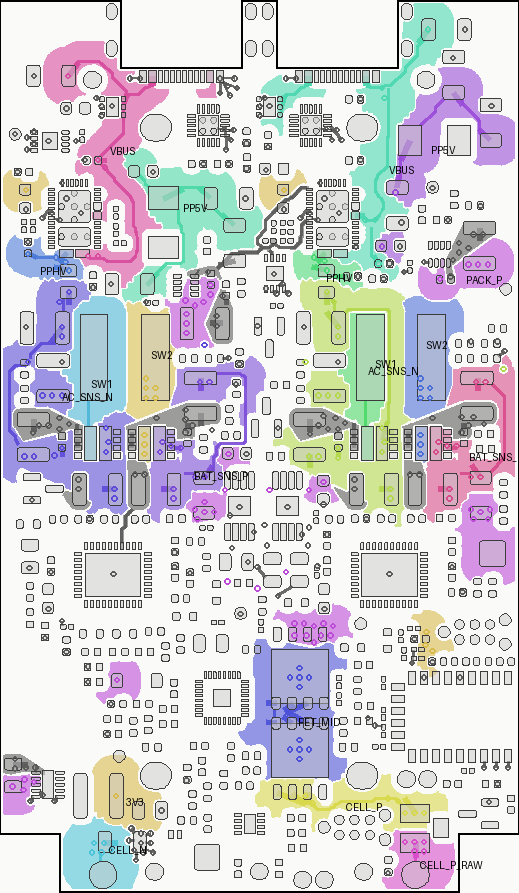 VBUS
PP5V
VBUS
PP5V
PPHV
PPHV
PACK_P
SW1
AC_SNS_N
SW2
SW1
AC_SNS_N
SW2
BAT_SNS_P
BAT_SNS_
FET_MID
3V3
CELL_P
CELL_N
CELL_P_RAW